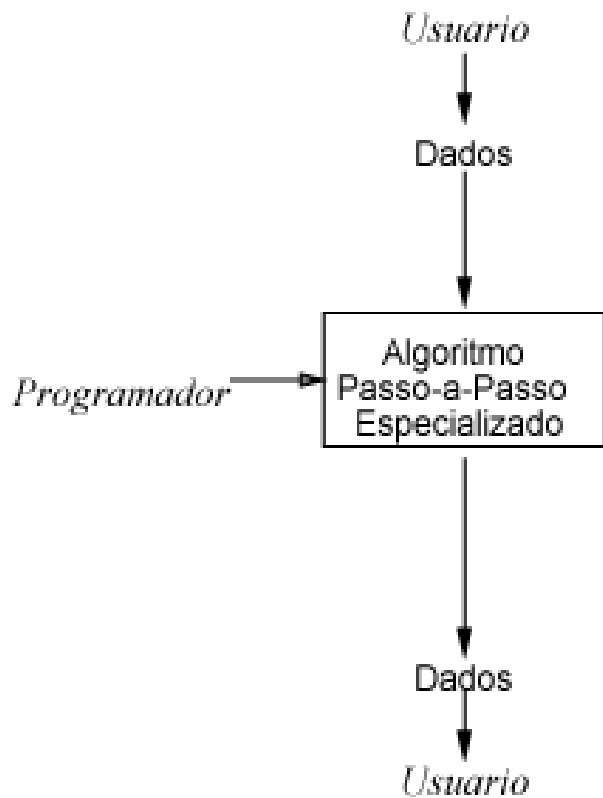 Usuario
Dados
Algoritmo
Passo-a-Passo
Especializado
Programador
Dados
Usuario